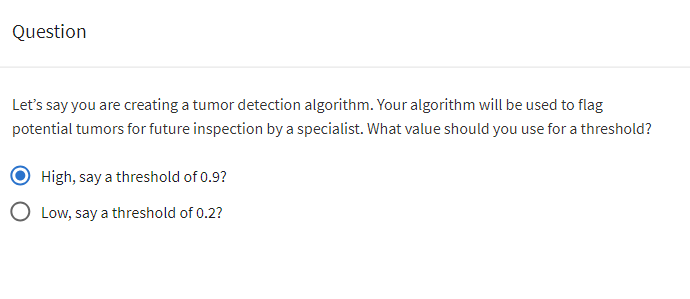 Question
Let's say you are creating a tumor detection algorithm. Your algorithm will be used to flag
potential tumors for future inspection by a specialist. What value should you use for a threshold?
High, say a threshold of 0.9?
Low, say a threshold of 0.2?